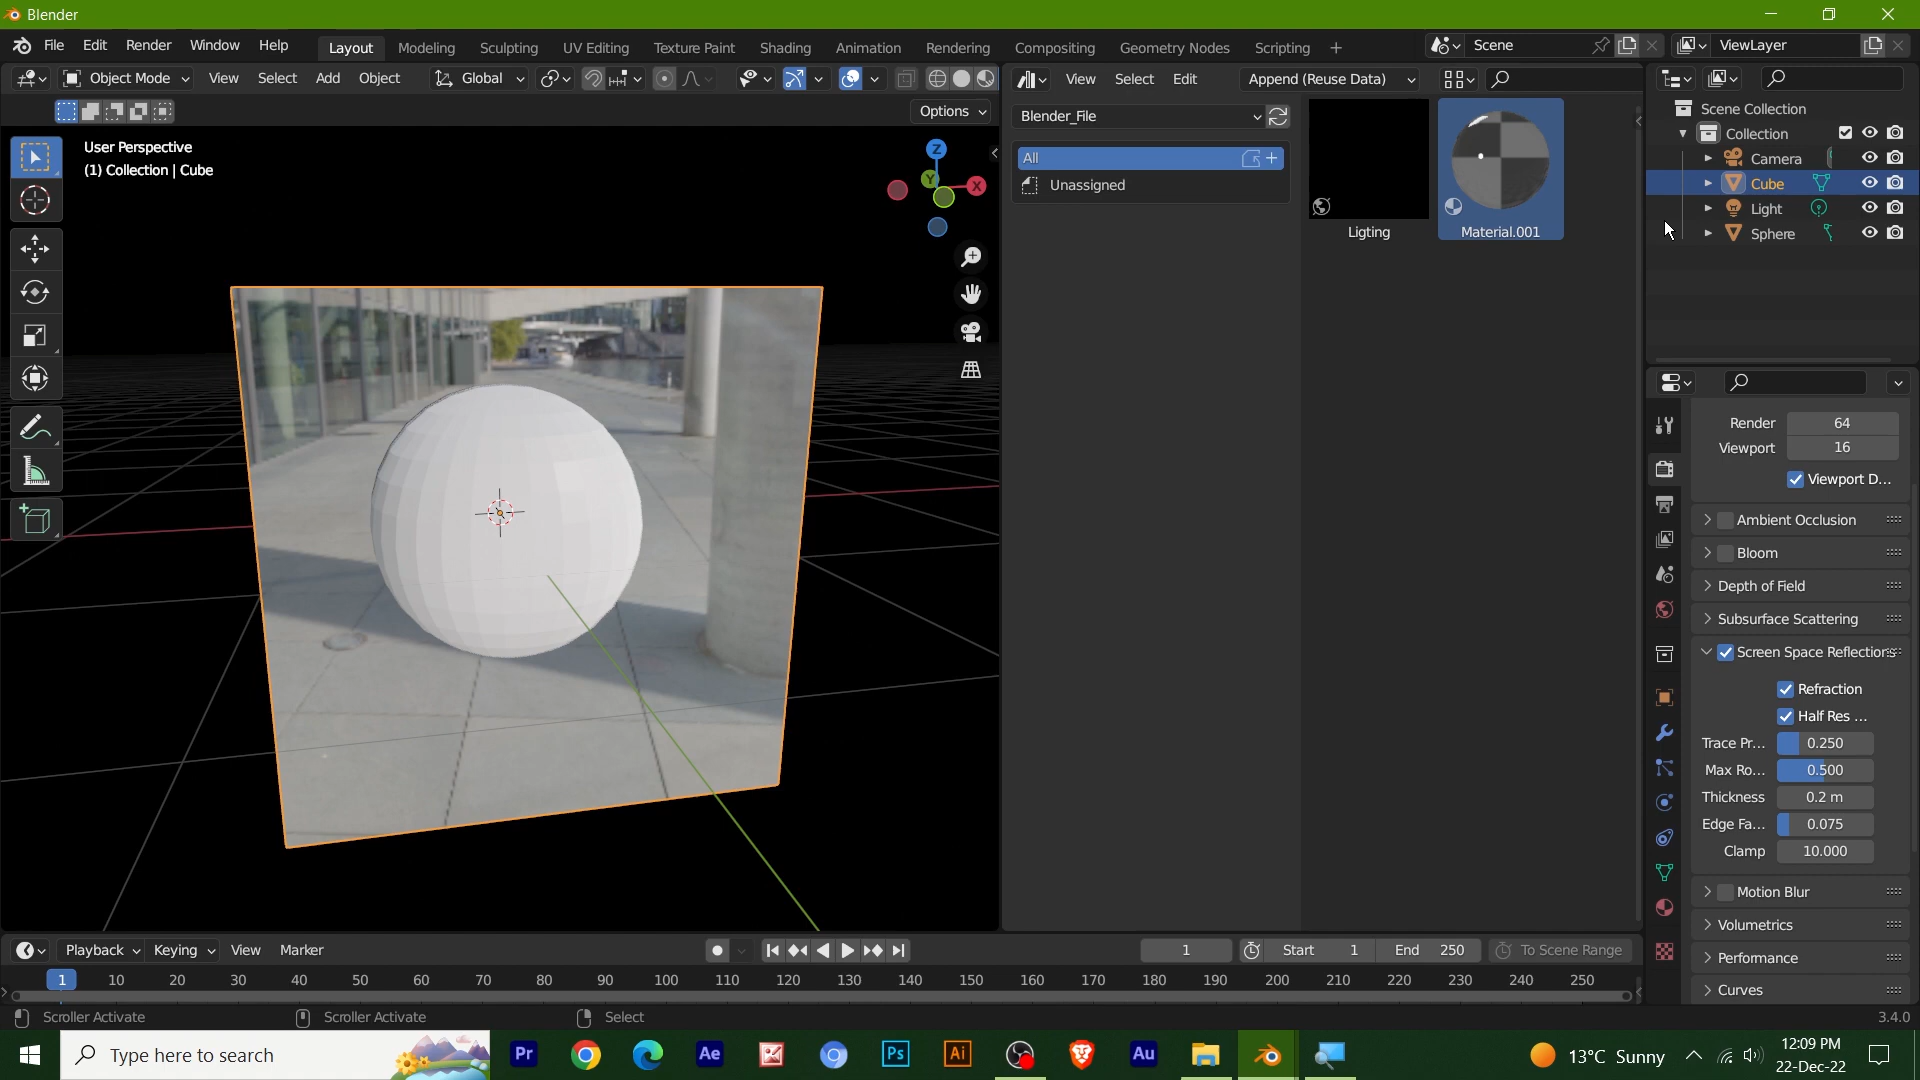 Blender
File Edit Render Window Help Layout Modeling Sculpting UV Editing Texture Paint Shading Animation Rendering Compositing Geometry Nodes Scripting + Scene ViewLayer
Object Mode View Select Add Object Global View Select Edit Append (Reuse Data)
Options
User Perspective
(1) Collection | Cube
Z
Y
X
Blender_File
All
Unassigned
Ligting
Material.001
Scene Collection
Collection
Camera
Cube
Light
Sphere
Render 64
Viewport 16
Viewport D...
Ambient Occlusion
Bloom
Depth of Field
Subsurface Scattering
Screen Space Reflections
Refraction
Half Res ...
Trace Pr... 0.250
Max Ro... 0.500
Thickness 0.2 m
Edge Fa... 0.075
Clamp 10.000
Motion Blur
Volumetrics
Performance
Curves
Playback Keying View Marker 1 Start 1 End 250 To Scene Range
1 10 20 30 40 50 60 70 80 90 100 110 120 130 140 150 160 170 180 190 200 210 220 230 240 250
Scroller Activate Scroller Activate Select 3.4.0
Type here to search Pr Ae Ps Ai Au 13°C Sunny 12:09 PM
22-Dec-22